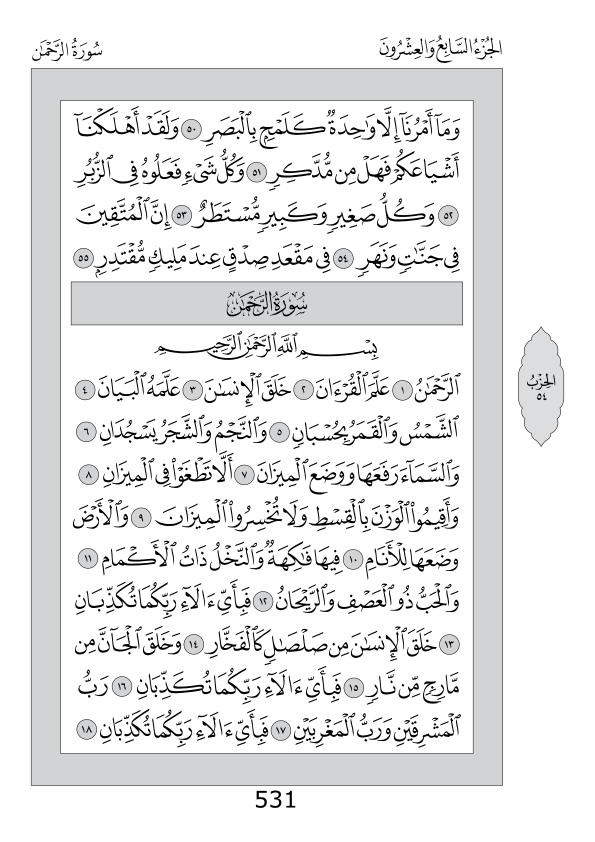 الجُزْءُ السَّابِعُ وَالعِشْرُونَ
سُورَةُ الرَّحْمَٰن
وَمَآ أَمْرُنَآ إِلَّا وَٰحِدَةٌ كَلَمْحٍۭ بِٱلْبَصَرِ ٥٠ وَلَقَدْ أَهْلَكْنَآ
أَشْيَاعَكُمْ فَهَلْ مِن مُّدَّكِرٍ ٥١ وَكُلُّ شَىْءٍ فَعَلُوهُ فِى ٱلزُّبُرِ
٥٢ وَكُلُّ صَغِيرٍ وَكَبِيرٍ مُّسْتَطَرٌ ٥٣ إِنَّ ٱلْمُتَّقِينَ
فِى جَنَّٰتٍ وَنَهَرٍ ٥٤ فِى مَقْعَدِ صِدْقٍ عِندَ مَلِيكٍ مُّقْتَدِرٍۭ ٥٥
سُورَةُ الرَّحْمَٰن
بِسْمِ ٱللَّهِ ٱلرَّحْمَٰنِ ٱلرَّحِيمِ
ٱلرَّحْمَٰنُ ١ عَلَّمَ ٱلْقُرْءَانَ ٢ خَلَقَ ٱلْإِنسَٰنَ ٣ عَلَّمَهُ ٱلْبَيَانَ ٤
ٱلشَّمْسُ وَٱلْقَمَرُ بِحُسْبَانٍ ٥ وَٱلنَّجْمُ وَٱلشَّجَرُ يَسْجُدَانِ ٦
وَٱلسَّمَآءَ رَفَعَهَا وَوَضَعَ ٱلْمِيزَانَ ٧ أَلَّا تَطْغَوْا۟ فِى ٱلْمِيزَانِ ٨
وَأَقِيمُوا۟ ٱلْوَزْنَ بِٱلْقِسْطِ وَلَا تُخْسِرُوا۟ ٱلْمِيزَانَ ٩ وَٱلْأَرْضَ
وَضَعَهَا لِلْأَنَامِ ١٠ فِيهَا فَٰكِهَةٌ وَٱلنَّخْلُ ذَاتُ ٱلْأَكْمَامِ ١١
وَٱلْحَبُّ ذُو ٱلْعَصْفِ وَٱلرَّيْحَانُ ١٢ فَبِأَىِّ ءَالَآءِ رَبِّكُمَا تُكَذِّبَانِ
١٣ خَلَقَ ٱلْإِنسَٰنَ مِن صَلْصَٰلٍ كَٱلْفَخَّارِ ١٤ وَخَلَقَ ٱلْجَآنَّ مِن
مَّارِجٍ مِّن نَّارٍ ١٥ فَبِأَىِّ ءَالَآءِ رَبِّكُمَا تُكَذِّبَانِ ١٦ رَبُّ
ٱلْمَشْرِقَيْنِ وَرَبُّ ٱلْمَغْرِبَيْنِ ١٧ فَبِأَىِّ ءَالَآءِ رَبِّكُمَا تُكَذِّبَانِ ١٨
الحِزْبُ
٥٤
531